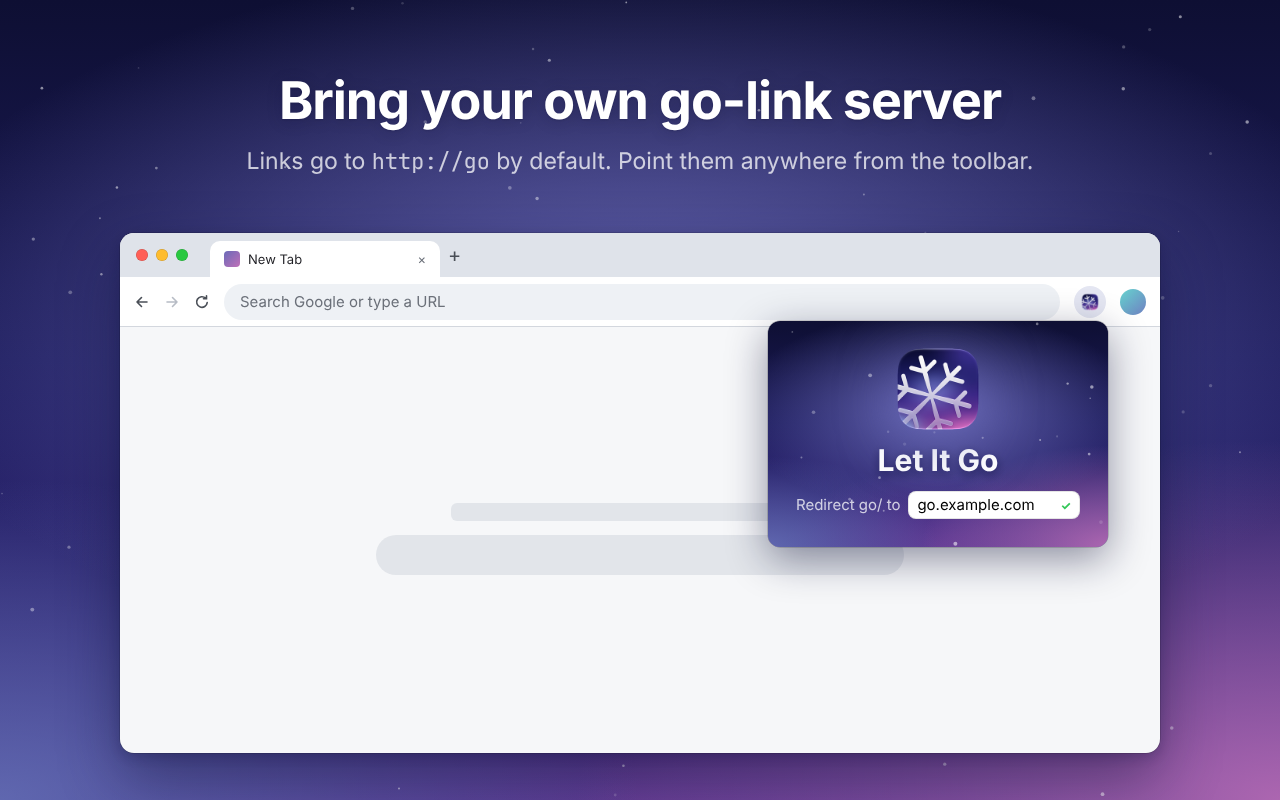 Bring your own go-link server
Links go to http://go by default. Point them anywhere from the toolbar.
New Tab
Search Google or type a URL
Let It Go
Redirect go/ to go.example.com